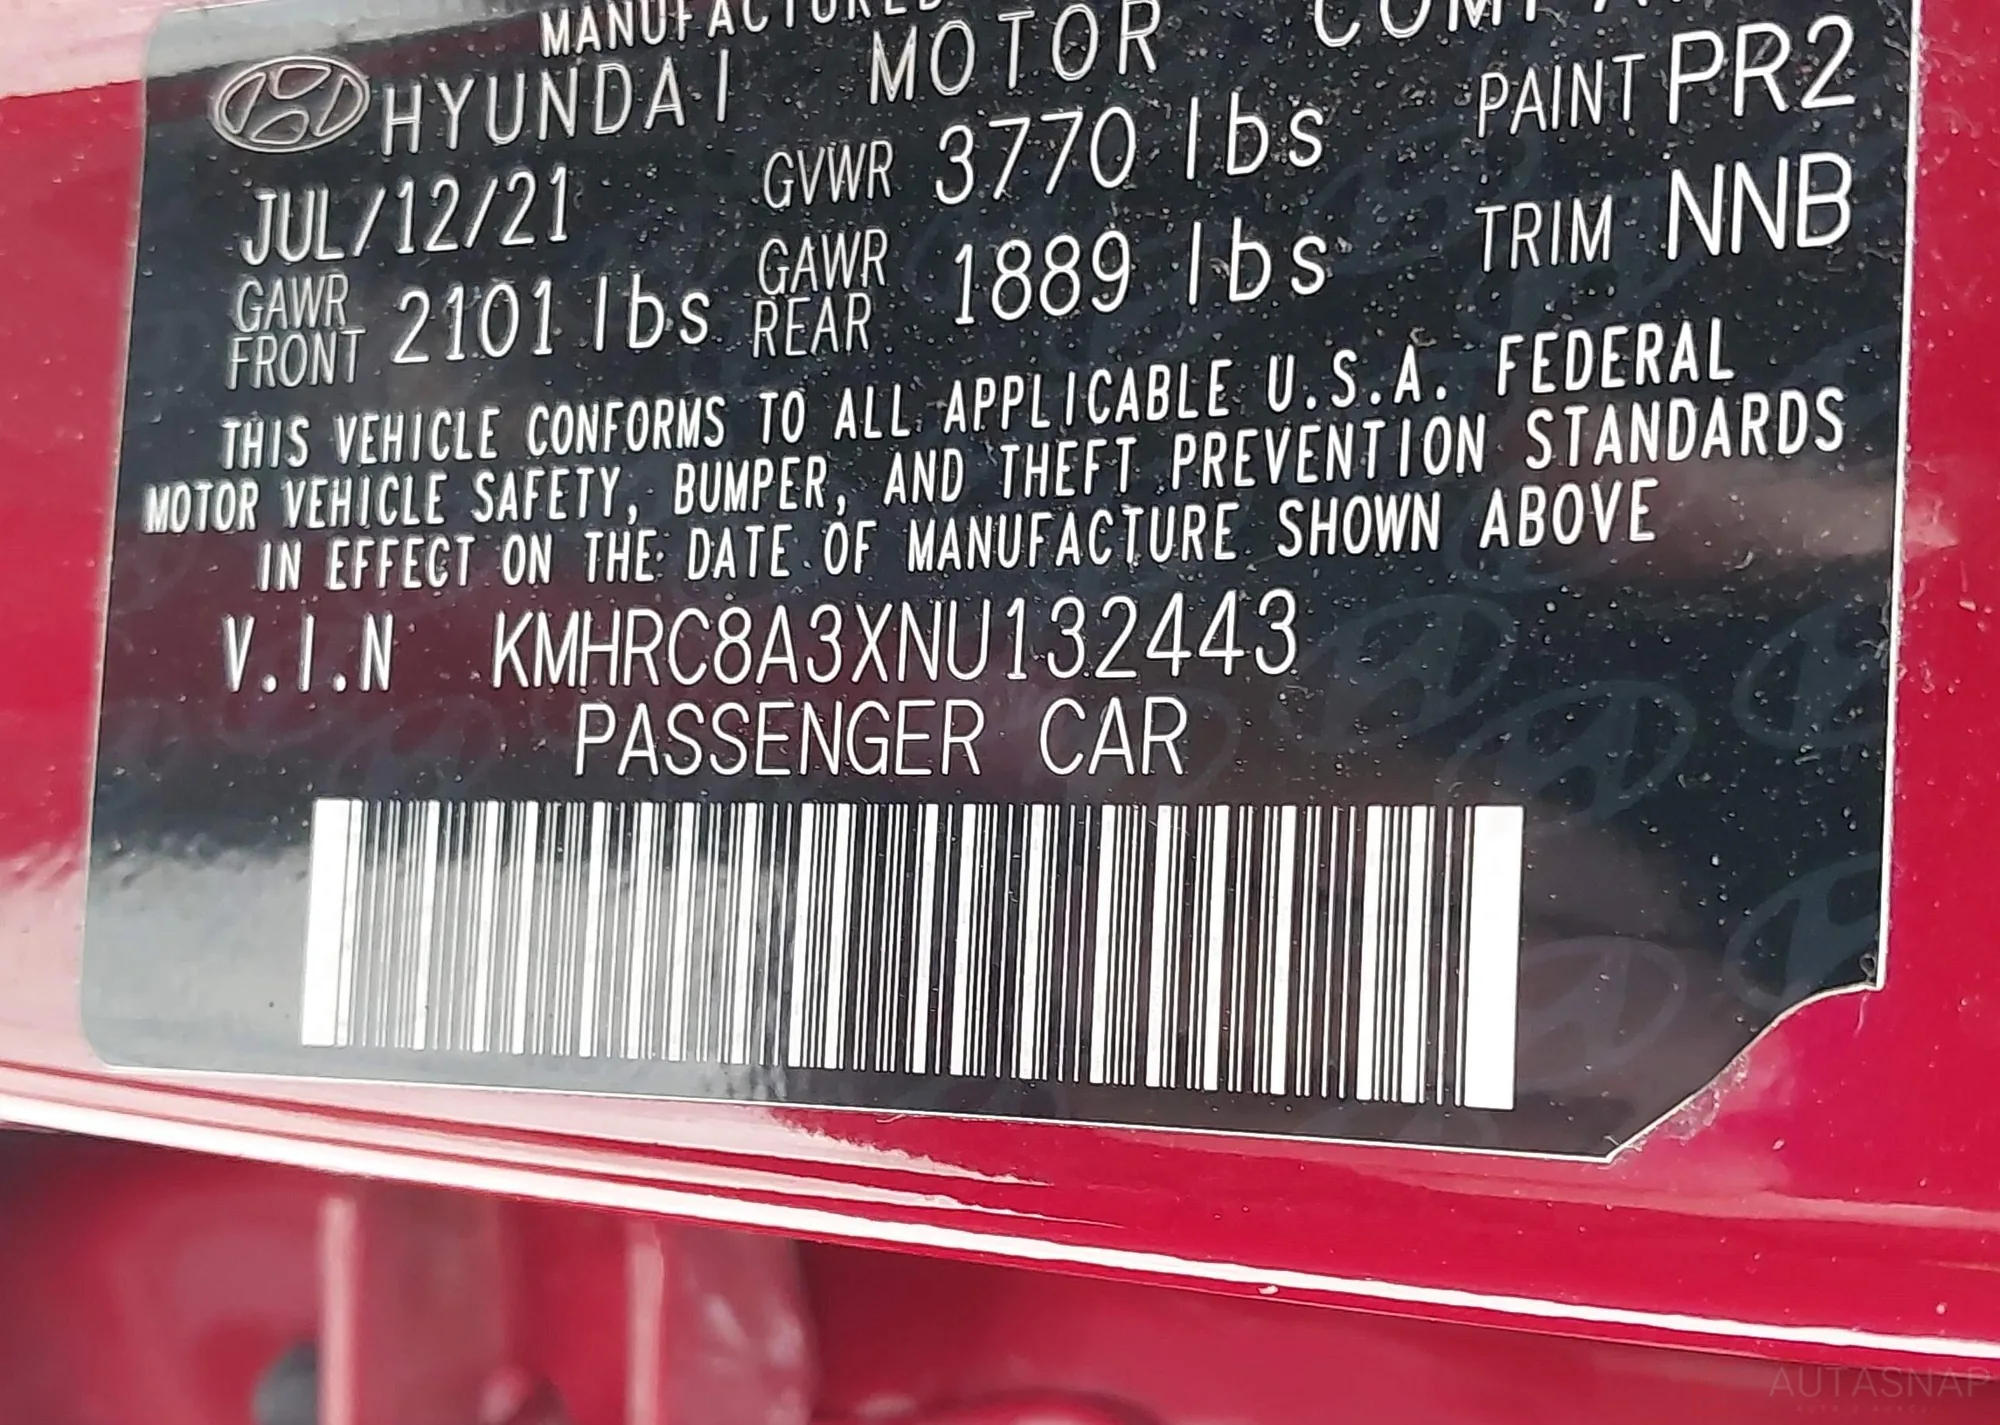 MANUFACTURED
HYUNDAI MOTOR COMPA
JUL/12/21 GVWR 3770 lbs PAINT PR2
GAWR FRONT 2101 lbs GAWR REAR 1889 lbs TRIM NNB
THIS VEHICLE CONFORMS TO ALL APPLICABLE U.S.A. FEDERAL
MOTOR VEHICLE SAFETY, BUMPER, AND THEFT PREVENTION STANDARDS
IN EFFECT ON THE DATE OF MANUFACTURE SHOWN ABOVE
V.I.N KMHRC8A3XNU132443
PASSENGER CAR
AUTASNAP